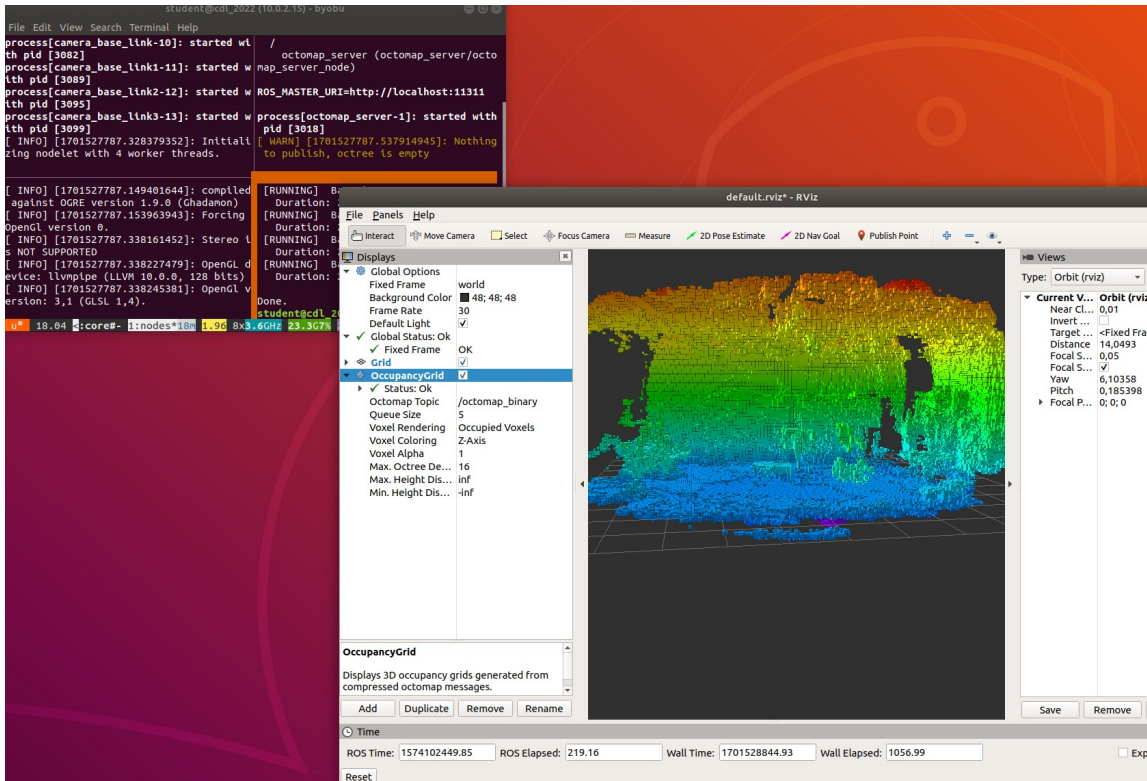 student@cdl_2022 (10.0.2.15) - byobu
File Edit View Search Terminal Help
process[camera_base_link-10]: started wi
th pid [3082]
process[camera_base_link1-11]: started w
ith pid [3089]
process[camera_base_link2-12]: started w
ith pid [3095]
process[camera_base_link3-13]: started w
ith pid [3099]
[ INFO] [1701527787.328379352]: Initiali
zing nodelet with 4 worker threads.
/
octomap_server (octomap_server/octo
map_server_node)
ROS_MASTER_URI=http://localhost:11311
process[octomap_server-1]: started with
pid [3018]
[ WARN] [1701527787.537914945]: Nothing
to publish, octree is empty
[ INFO] [1701527787.149401644]: compiled
against OGRE version 1.9.0 (Ghadamon)
[ INFO] [1701527787.153963943]: Forcing
OpenGl version 0.
[ INFO] [1701527787.338161452]: Stereo i
s NOT SUPPORTED
[ INFO] [1701527787.338227479]: OpenGL d
evice: llvmpipe (LLVM 10.0.0, 128 bits)
[ INFO] [1701527787.338245381]: OpenGl v
ersion: 3,1 (GLSL 1,4).
[RUNNING]
Duration:
[RUNNING]
Duration:
[RUNNING]
Duration:
[RUNNING]
Duration:
Done.
student@cdl_2
18.04 <:core#- 1:nodes*18m 1.96 8x3.6GHz 23.3G7%
default.rviz* - RViz
File Panels Help
Interact Move Camera Select Focus Camera Measure 2D Pose Estimate 2D Nav Goal Publish Point
Displays
Global Options
Fixed Frame world
Background Color 48; 48; 48
Frame Rate 30
Default Light
Global Status: Ok
Fixed Frame OK
Grid
OccupancyGrid
Status: Ok
Octomap Topic /octomap_binary
Queue Size 5
Voxel Rendering Occupied Voxels
Voxel Coloring Z-Axis
Voxel Alpha 1
Max. Octree De... 16
Max. Height Dis... inf
Min. Height Dis... -inf
OccupancyGrid
Displays 3D occupancy grids generated from
compressed octomap messages.
Add Duplicate Remove Rename
Views
Type: Orbit (rviz)
Current V... Orbit (rviz
Near Cl... 0,01
Invert ...
Target ... <Fixed Fra
Distance 14,0493
Focal S... 0,05
Focal S...
Yaw 6,10358
Pitch 0,185398
Focal P... 0; 0; 0
Save Remove
Time
ROS Time: 1574102449.85 ROS Elapsed: 219.16 Wall Time: 1701528844.93 Wall Elapsed: 1056.99 Exp
Reset